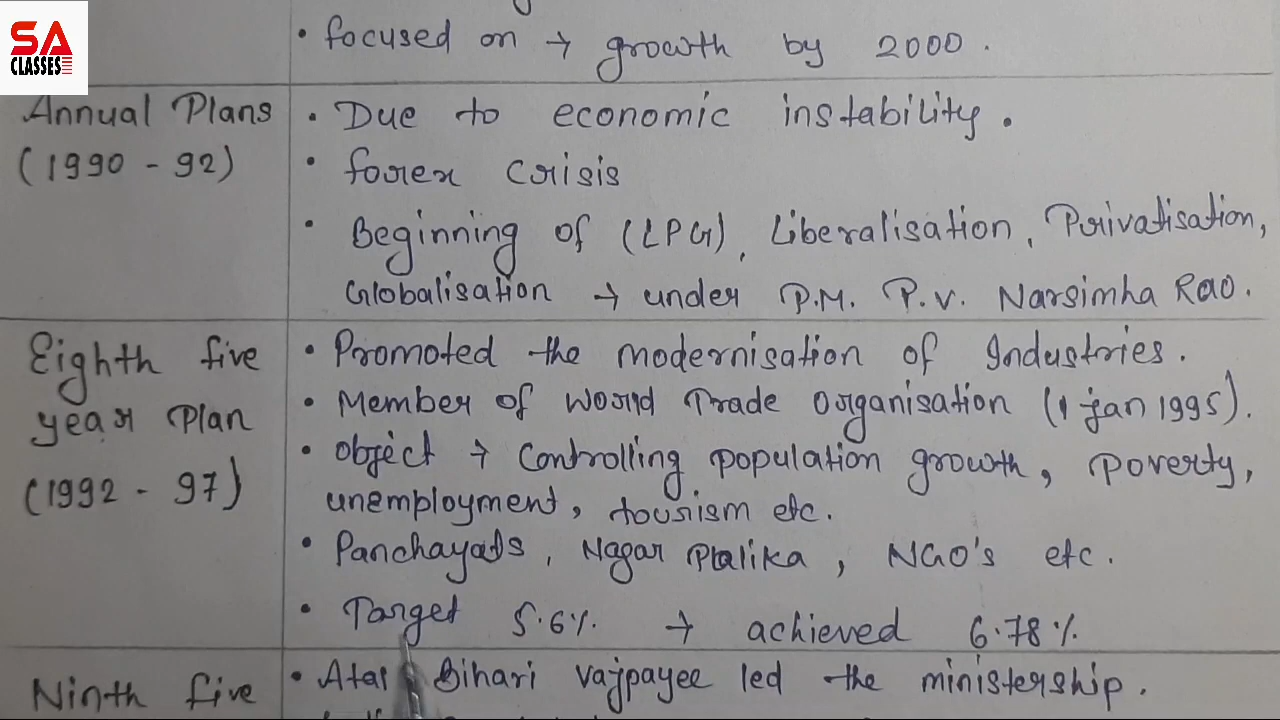 SA
CLASSES
• focused on → growth by 2000.
Annual Plans
(1990 - 92)
• Due to economic instability.
• forex crisis
• Beginning of (LPG), Liberalisation, Privatisation,
Globalisation → under P.M. P.V. Narsimha Rao.
Eighth five
year Plan
(1992 - 97)
• Promoted the modernisation of Industries.
• Member of World Trade Organisation (1 jan 1995).
• Object → Controlling population growth, poverty,
unemployment, tourism etc.
• Panchayats, Nagar Palika, NGO's etc.
• Target 5.6% → achieved 6.78%
Ninth five
• Atal Bihari Vajpayee led the ministership.